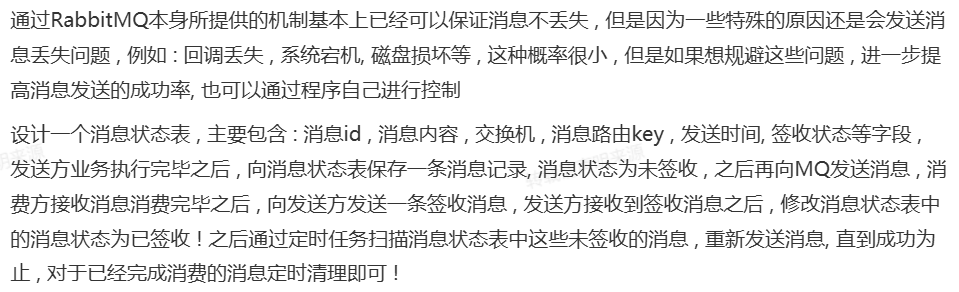 通过RabbitMQ本身所提供的机制基本上已经可以保证消息不丢失 , 但是因为一些特殊的原因还是会发送消
息丢失问题 , 例如 : 回调丢失 , 系统宕机, 磁盘损坏等 , 这种概率很小 , 但是如果想规避这些问题 , 进一步提
高消息发送的成功率, 也可以通过程序自己进行控制
设计一个消息状态表 , 主要包含 : 消息id , 消息内容 , 交换机 , 消息路由key , 发送时间, 签收状态等字段 ,
发送方业务执行完毕之后 , 向消息状态表保存一条消息记录, 消息状态为未签收 , 之后再向MQ发送消息 , 消
费方接收消息消费完毕之后 , 向发送方发送一条签收消息 , 发送方接收到签收消息之后 , 修改消息状态表中
的消息状态为已签收 ! 之后通过定时任务扫描消息状态表中这些未签收的消息 , 重新发送消息, 直到成功为
止 , 对于已经完成消费的消息定时清理即可 !